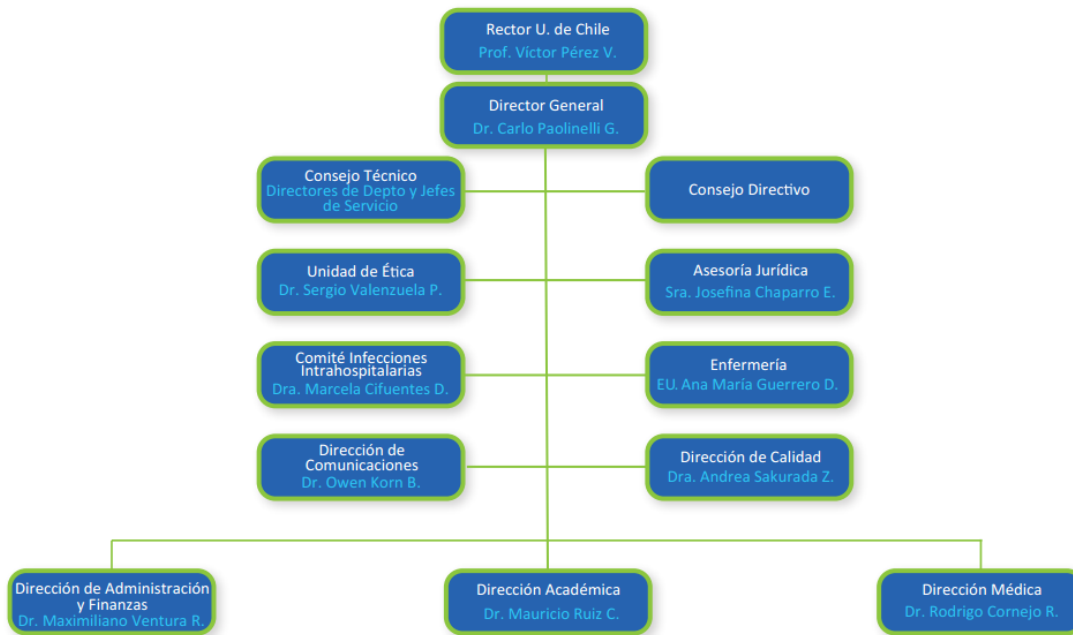 Rector U. de Chile
Prof. Víctor Pérez V.
Director General
Dr. Carlo Paolinelli G.
Consejo Técnico
Directores de Depto y Jefes
de Servicio
Consejo Directivo
Unidad de Ética
Dr. Sergio Valenzuela P.
Asesoría Jurídica
Sra. Josefina Chaparro E.
Comité Infecciones
Intrahospitalarias
Dra. Marcela Cifuentes D.
Enfermería
EU. Ana María Guerrero D.
Dirección de
Comunicaciones
Dr. Owen Korn B.
Dirección de Calidad
Dra. Andrea Sakurada Z.
Dirección de Administración
y Finanzas
Dr. Maximiliano Ventura R.
Dirección Académica
Dr. Mauricio Ruiz C.
Dirección Médica
Dr. Rodrigo Cornejo R.